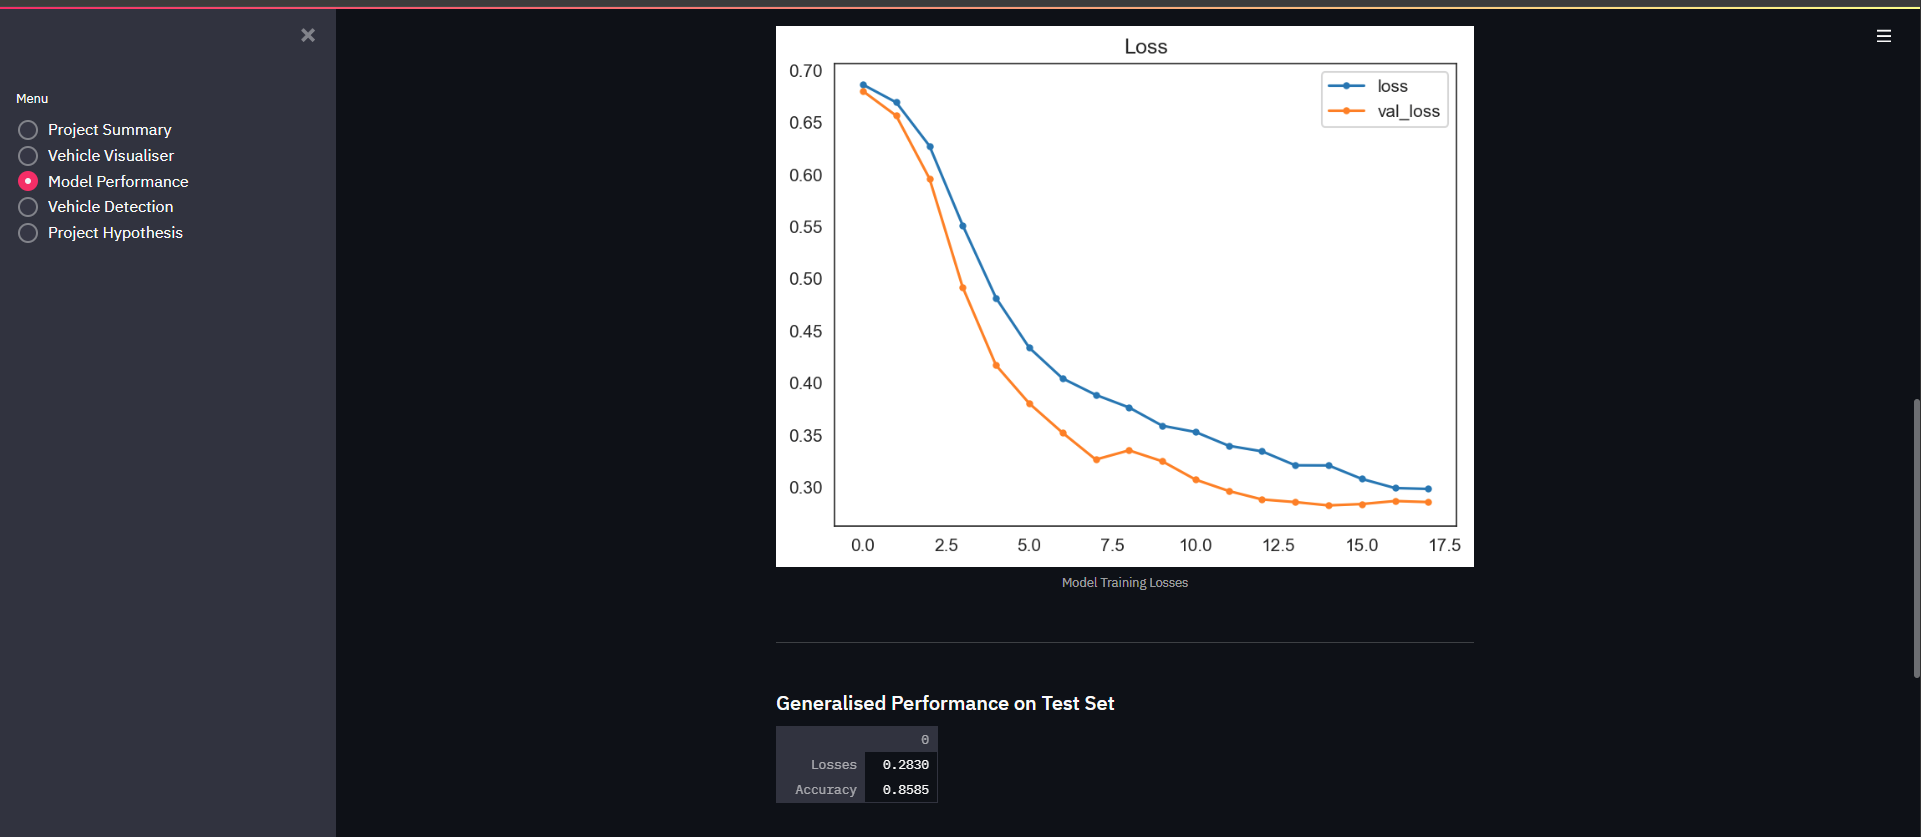 Menu
Project Summary
Vehicle Visualiser
Model Performance
Vehicle Detection
Project Hypothesis
Loss
0.70
0.65
0.60
0.55
0.50
0.45
0.40
0.35
0.30
loss
val_loss
0.0 2.5 5.0 7.5 10.0 12.5 15.0 17.5
Model Training Losses
Generalised Performance on Test Set
0
Losses 0.2830
Accuracy 0.8585